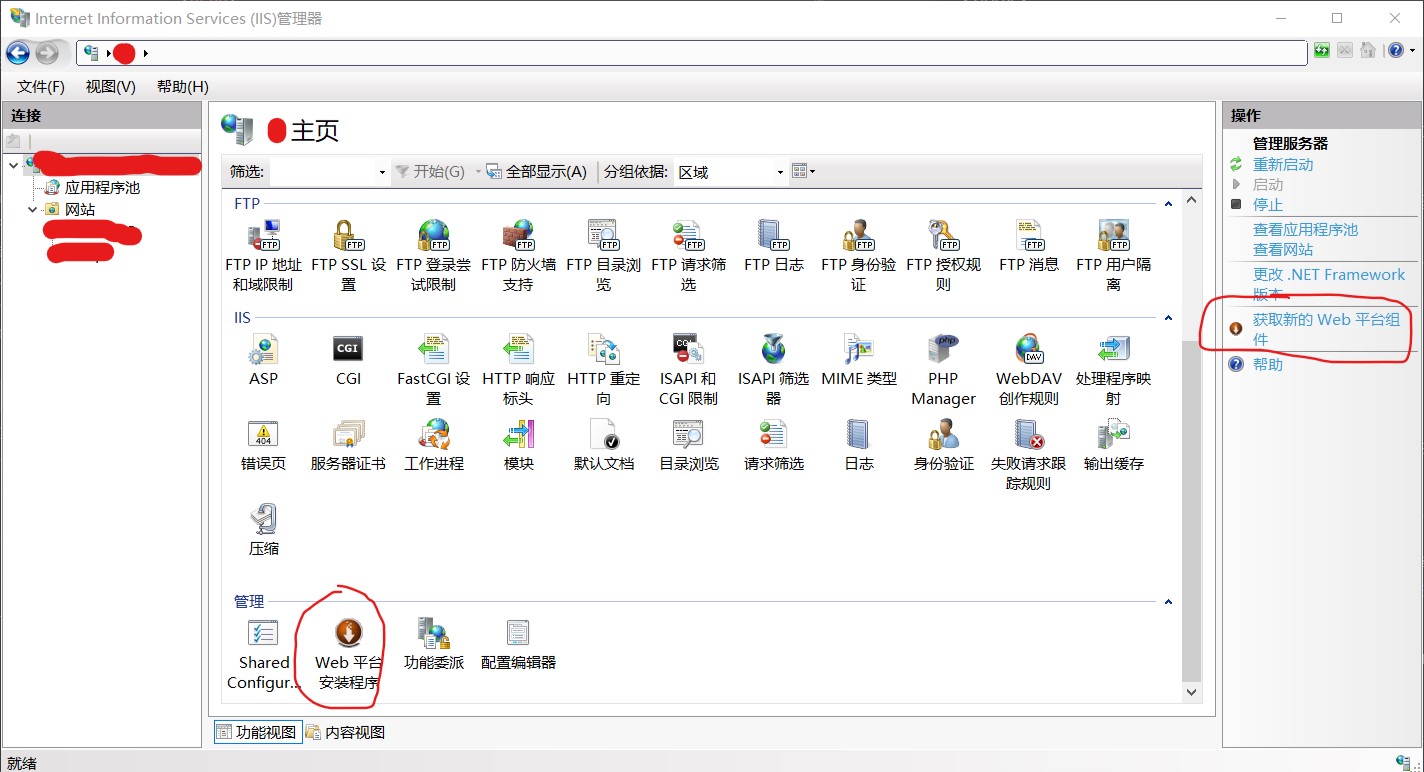 Internet Information Services (IIS)管理器
文件(F) 视图(V) 帮助(H)
连接
应用程序池
网站
主页
筛选: 开始(G) 全部显示(A) 分组依据: 区域
FTP
FTP IP 地址和域限制
FTP SSL 设置
FTP 登录尝试限制
FTP 防火墙支持
FTP 目录浏览
FTP 请求筛选
FTP 日志
FTP 身份验证
FTP 授权规则
FTP 消息
FTP 用户隔离
IIS
ASP
CGI
FastCGI 设置
HTTP 响应标头
HTTP 重定向
ISAPI 和 CGI 限制
ISAPI 筛选器
MIME 类型
PHP Manager
WebDAV 创作规则
处理程序映射
错误页
服务器证书
工作进程
模块
默认文档
目录浏览
请求筛选
日志
身份验证
失败请求跟踪规则
输出缓存
压缩
管理
Shared Configur...
Web 平台安装程序
功能委派
配置编辑器
功能视图 内容视图
操作
管理服务器
重新启动
启动
停止
查看应用程序池
查看网站
更改 .NET Framework
版本
获取新的 Web 平台组
件
帮助
就绪